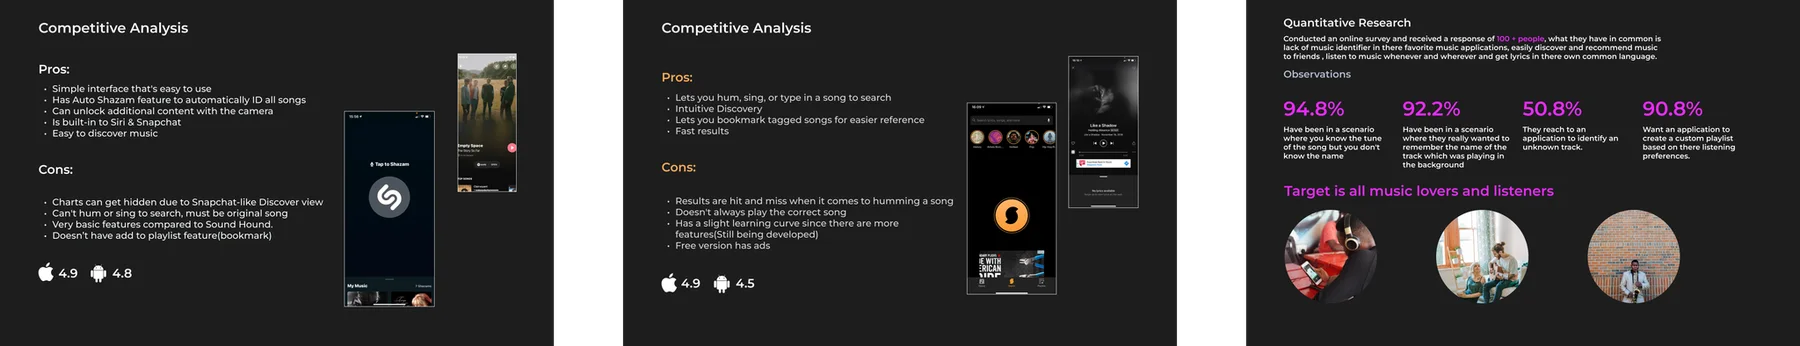 Competitive Analysis
Pros:
• Simple interface that's easy to use
• Has Auto Shazam feature to automatically ID all songs
• Can unlock additional content with the camera
• Is built-in to Siri & Snapchat
• Easy to discover music
Cons:
• Charts can get hidden due to Snapchat-like Discover view
• Can't hum or sing to search, must be original song
• Very basic features compared to Sound Hound.
• Doesn't have add to playlist feature(bookmark)
4.9 4.8
Tap to Shazam
My Music
Empty Space
Competitive Analysis
Pros:
• Lets you hum, sing, or type in a song to search
• Intuitive Discovery
• Lets you bookmark tagged songs for easier reference
• Fast results
Cons:
• Results are hit and miss when it comes to humming a song
• Doesn't always play the correct song
• Has a slight learning curve since there are more
features(Still being developed)
• Free version has ads
4.9 4.5
Like a Shadow
Quantitative Research
Conducted an online survey and received a response of 100 + people, what they have in common is
lack of music identifier in there favorite music applications, easily discover and recommend music
to friends , listen to music whenever and wherever and get lyrics in there own common language.
Observations
94.8%
Have been in a scenario
where you know the tune
of the song but you don't
know the name
92.2%
Have been in a scenario
where they really wanted to
remember the name of the
track which was playing in
the background
50.8%
They reach to an
application to identify an
unknown track.
90.8%
Want an application to
create a custom playlist
based on there listening
preferences.
Target is all music lovers and listeners